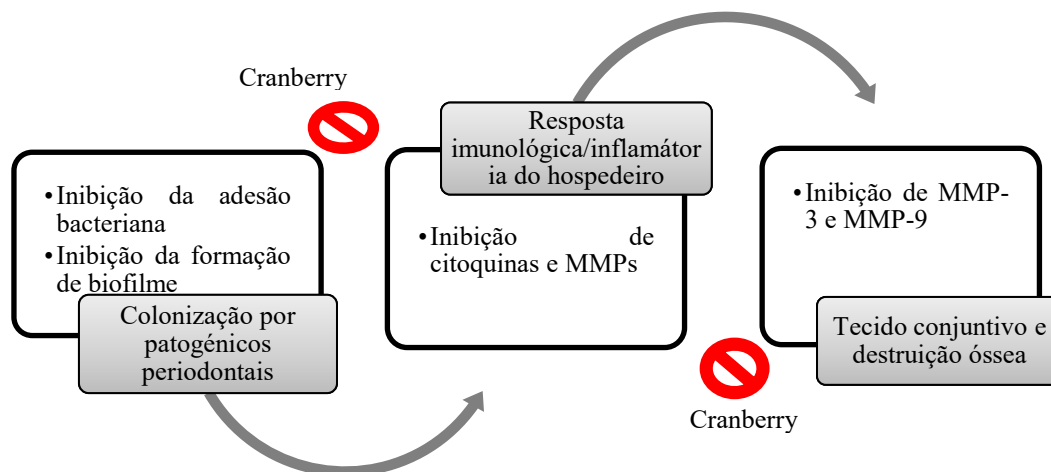 Cranberry
•Inibição da adesão
bacteriana
•Inibição da formação
de biofilme
Colonização por
patogénicos
periodontais
Resposta
imunológica/inflamátor
ia do hospedeiro
•Inibição de
citoquinas e MMPs
•Inibição de MMP-
3 e MMP-9
Tecido conjuntivo e
destruição óssea
Cranberry